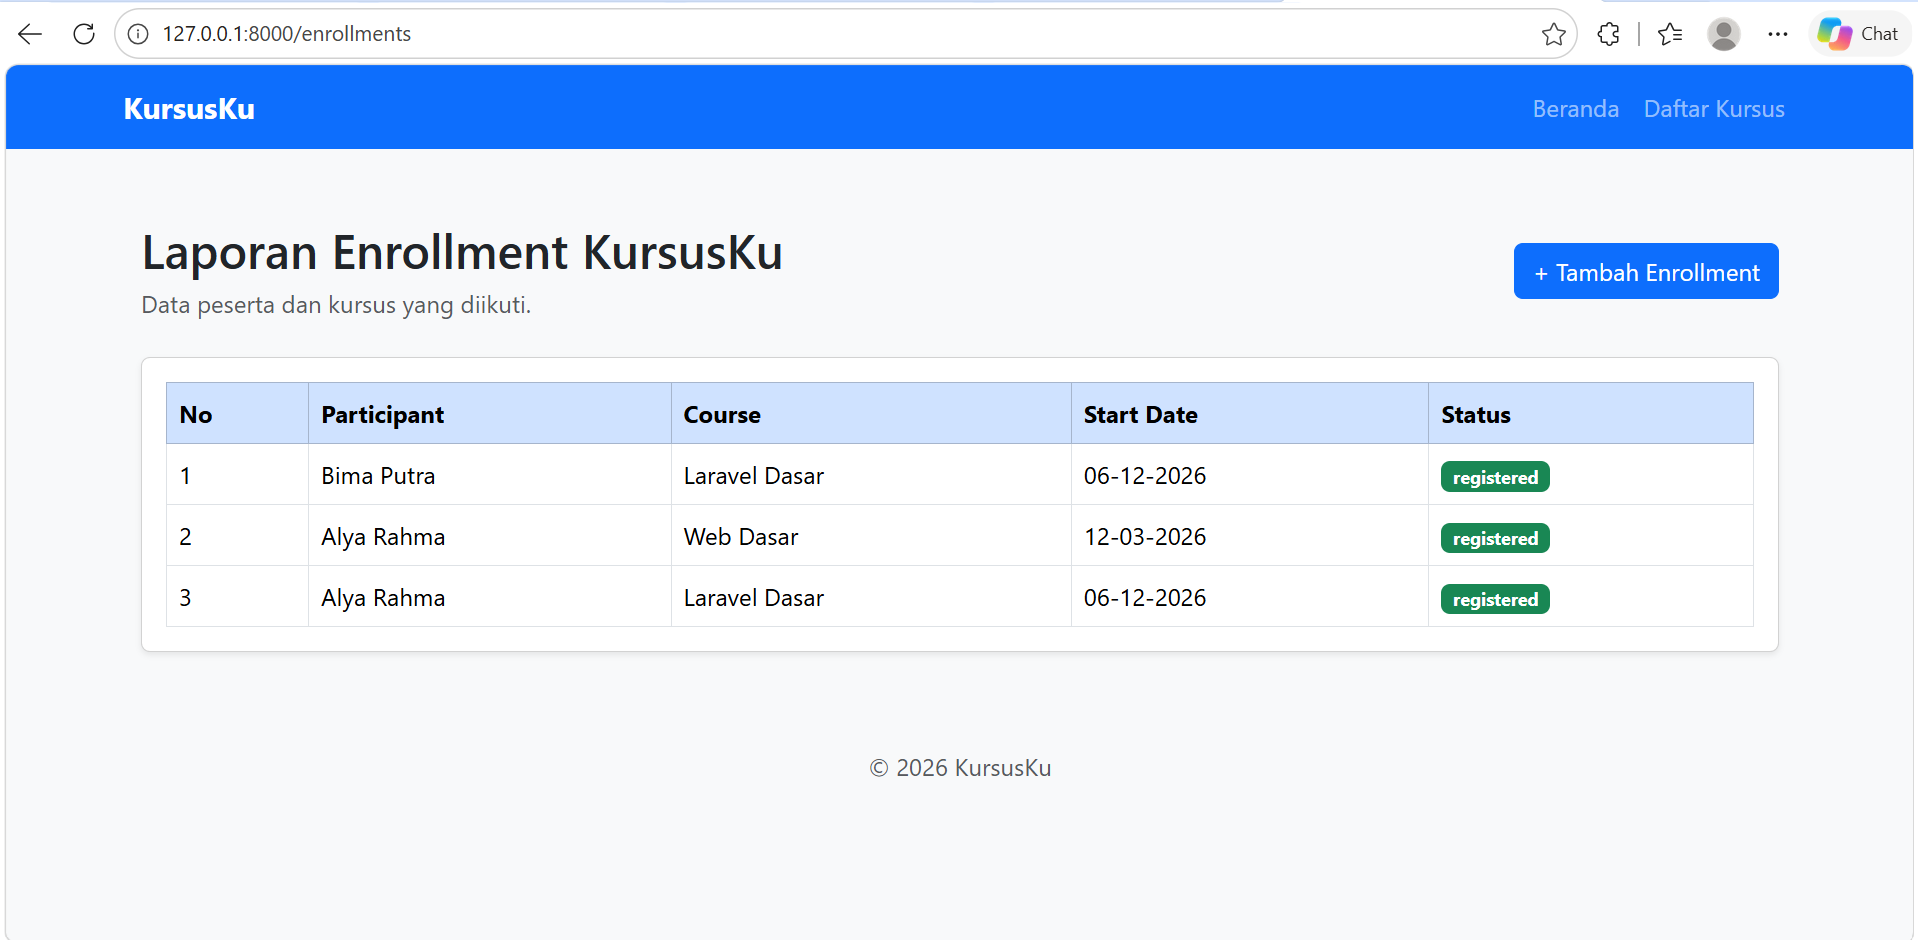 127.0.0.1:8000/enrollments
Chat
KursusKu
Beranda Daftar Kursus
Laporan Enrollment KursusKu
+ Tambah Enrollment
Data peserta dan kursus yang diikuti.
No Participant Course Start Date Status
1 Bima Putra Laravel Dasar 06-12-2026 registered
2 Alya Rahma Web Dasar 12-03-2026 registered
3 Alya Rahma Laravel Dasar 06-12-2026 registered
© 2026 KursusKu